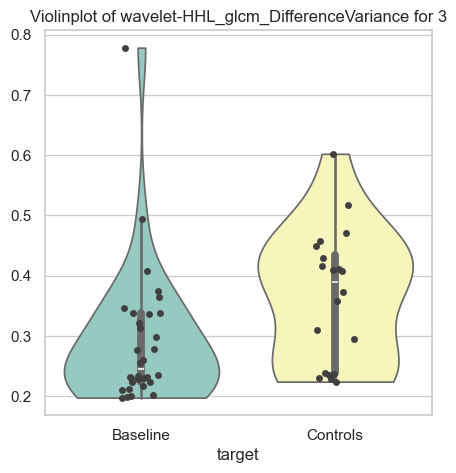 Violinplot of wavelet-HHL_glcm_DifferenceVariance for 3
0.8
0.7
0.6
0.5
0.4
0.3
0.2
Baseline Controls
target